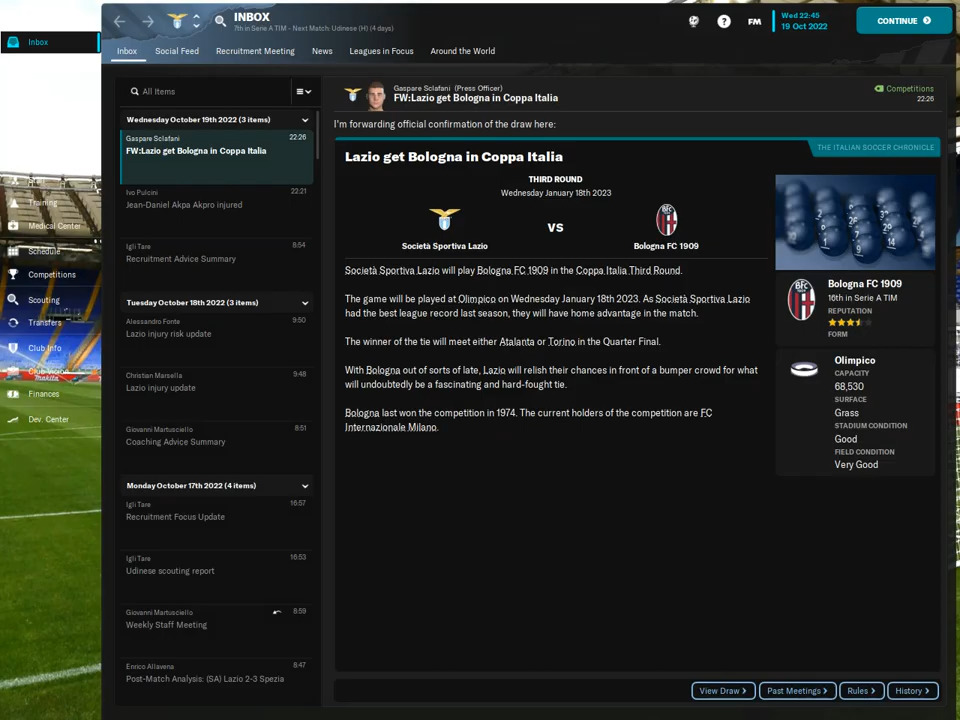 INBOX
7th in Serie A TIM - Next Match: Udinese (H) (4 days)
FM
Wed 22:45
19 Oct 2022
CONTINUE
Inbox
Social Feed
Recruitment Meeting
News
Leagues in Focus
Around the World
Inbox
Training
Medical Center
Schedule
Competitions
Scouting
Transfers
Club Info
Club Vision
Finances
Dev. Center
All Items
Wednesday October 19th 2022 (3 items)
Gaspare Sclafani 22:26
FW:Lazio get Bologna in Coppa Italia
Ivo Pulcini 22:21
Jean-Daniel Akpa Akpro injured
Igli Tare 8:54
Recruitment Advice Summary
Tuesday October 18th 2022 (3 items)
Alessandro Fonte 9:50
Lazio injury risk update
Christian Marsella 9:48
Lazio injury update
Giovanni Martusciello 8:51
Coaching Advice Summary
Monday October 17th 2022 (4 items)
Igli Tare 16:57
Recruitment Focus Update
Igli Tare 16:53
Udinese scouting report
Giovanni Martusciello 8:59
Weekly Staff Meeting
Enrico Allavena 8:47
Post-Match Analysis: (SA) Lazio 2-3 Spezia
Gaspare Sclafani (Press Officer)
FW:Lazio get Bologna in Coppa Italia
Competitions
22:26
I'm forwarding official confirmation of the draw here:
THE ITALIAN SOCCER CHRONICLE
Lazio get Bologna in Coppa Italia
THIRD ROUND
Wednesday January 18th 2023
VS
Società Sportiva Lazio
Bologna FC 1909
Società Sportiva Lazio will play Bologna FC 1909 in the Coppa Italia Third Round.
The game will be played at Olimpico on Wednesday January 18th 2023. As Società Sportiva Lazio
had the best league record last season, they will have home advantage in the match.
The winner of the tie will meet either Atalanta or Torino in the Quarter Final.
With Bologna out of sorts of late, Lazio will relish their chances in front of a bumper crowd for what
will undoubtedly be a fascinating and hard-fought tie.
Bologna last won the competition in 1974. The current holders of the competition are FC
Internazionale Milano.
Bologna FC 1909
16th in Serie A TIM
REPUTATION
FORM
Olimpico
CAPACITY
68,530
SURFACE
Grass
STADIUM CONDITION
Good
FIELD CONDITION
Very Good
View Draw
Past Meetings
Rules
History